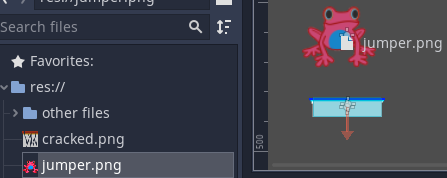 res://jumper.png
Search files
Favorites:
res://
other files
cracked.png
jumper.png
jumper.png
500